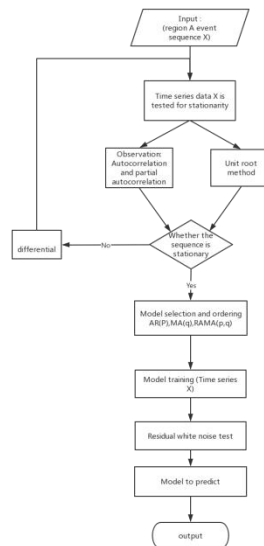 Input :
(region A event
sequence X)
Time series data X is
tested for stationanty
Observation:
Autocorrelation
and partial
autocorrelation
Unit root
method
Whether the
sequence is
stationary
No
differential
Yes
Model selection and ordering
AR(P),MA(q),RAMA(p,q)
Model training (Time series
X)
Residual white noise test
Model to predict
output